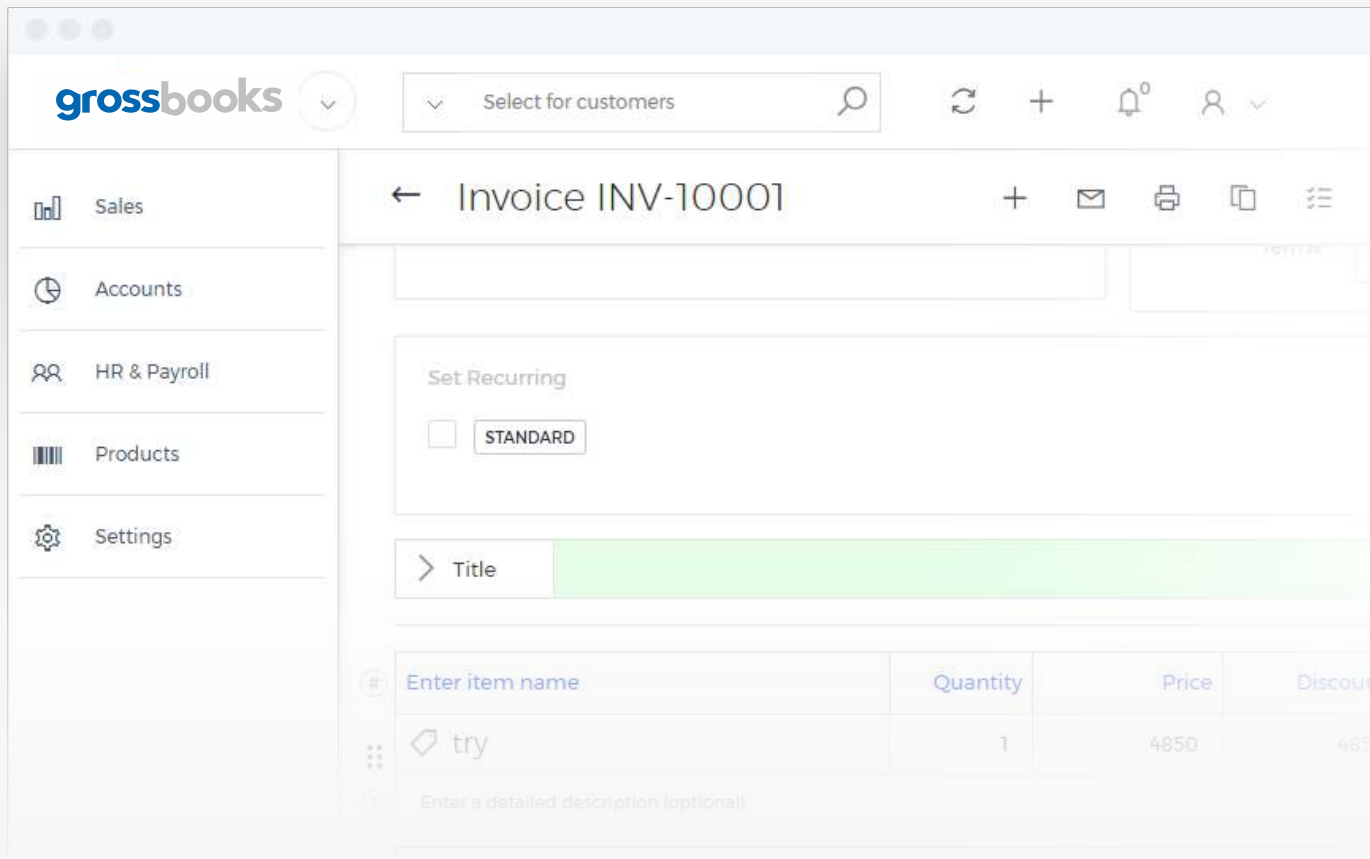 grossbooks
Select for customers
0
Sales
Accounts
HR & Payroll
Products
Settings
Invoice INV-10001
Terms
Set Recurring
STANDARD
Title
# Enter item name Quantity Price
try 1 4850
Enter a detailed description (optional)